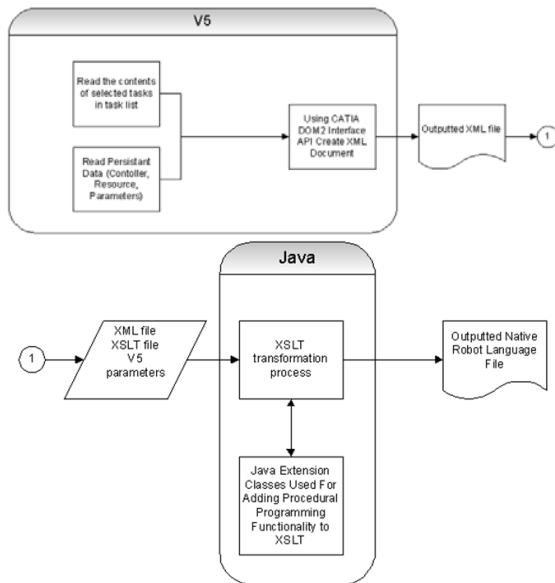 V5
Read the contents
of selected tasks
in task list
Read Persistant
Data (Contoller,
Resource,
Parameters)
Using CATIA
DOM2 Interface
API Create XML
Document
Outputted XML file
1
Java
1
XML file
XSLT file
V5
parameters
XSLT
transformation
process
Outputted Native
Robot Language
File
Java Extension
Classes Used For
Adding Procedural
Programming
Functionality to
XSLT